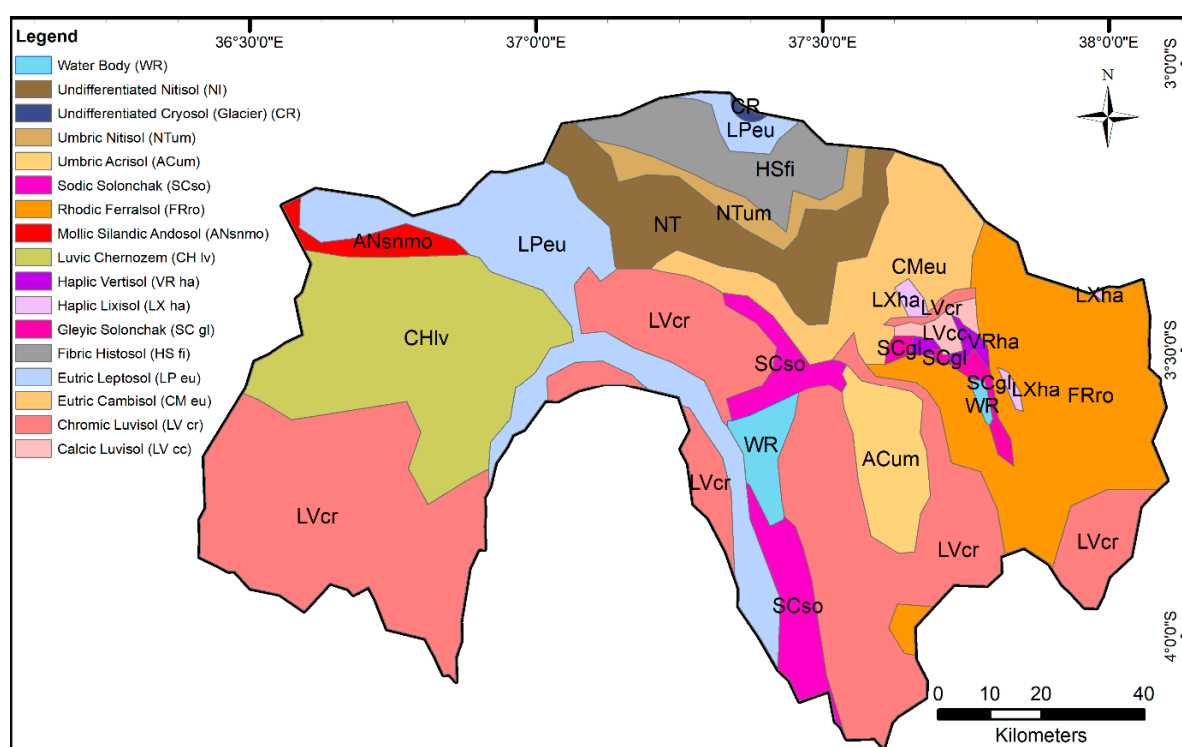 36°30'0"E
37°0'0"E
37°30'0"E
38°0'0"E
Legend
Water Body (WR)
Undifferentiated Nitisol (NI)
Undifferentiated Cryosol (Glacier) (CR)
Umbric Nitisol (NTum)
Umbric Acrisol (ACum)
Sodic Solonchak (SCso)
Rhodic Ferralsol (FRro)
Mollic Silandic Andosol (ANsnmo)
Luvic Chernozem (CH lv)
Haplic Vertisol (VR ha)
Haplic Lixisol (LX ha)
Gleyic Solonchak (SC gl)
Fibric Histosol (HS fi)
Eutric Leptosol (LP eu)
Eutric Cambisol (CM eu)
Chromic Luvisol (LV cr)
Calcic Luvisol (LV cc)
3°0'0"S
N
CR
LPeu
HSfi
NTum
NT
LPeu
ANsnmo
CMeu
LXha
LXha
LVcr
LVcr
LVcc
VRha
CHlv
SCgl
SCgl
SCso
3°30'0"S
SCgl
LXha
FRro
WR
WR
ACum
LVcr
LVcr
LVcr
LVcr
SCso
4°0'0"S
0
10
20
40
Kilometers